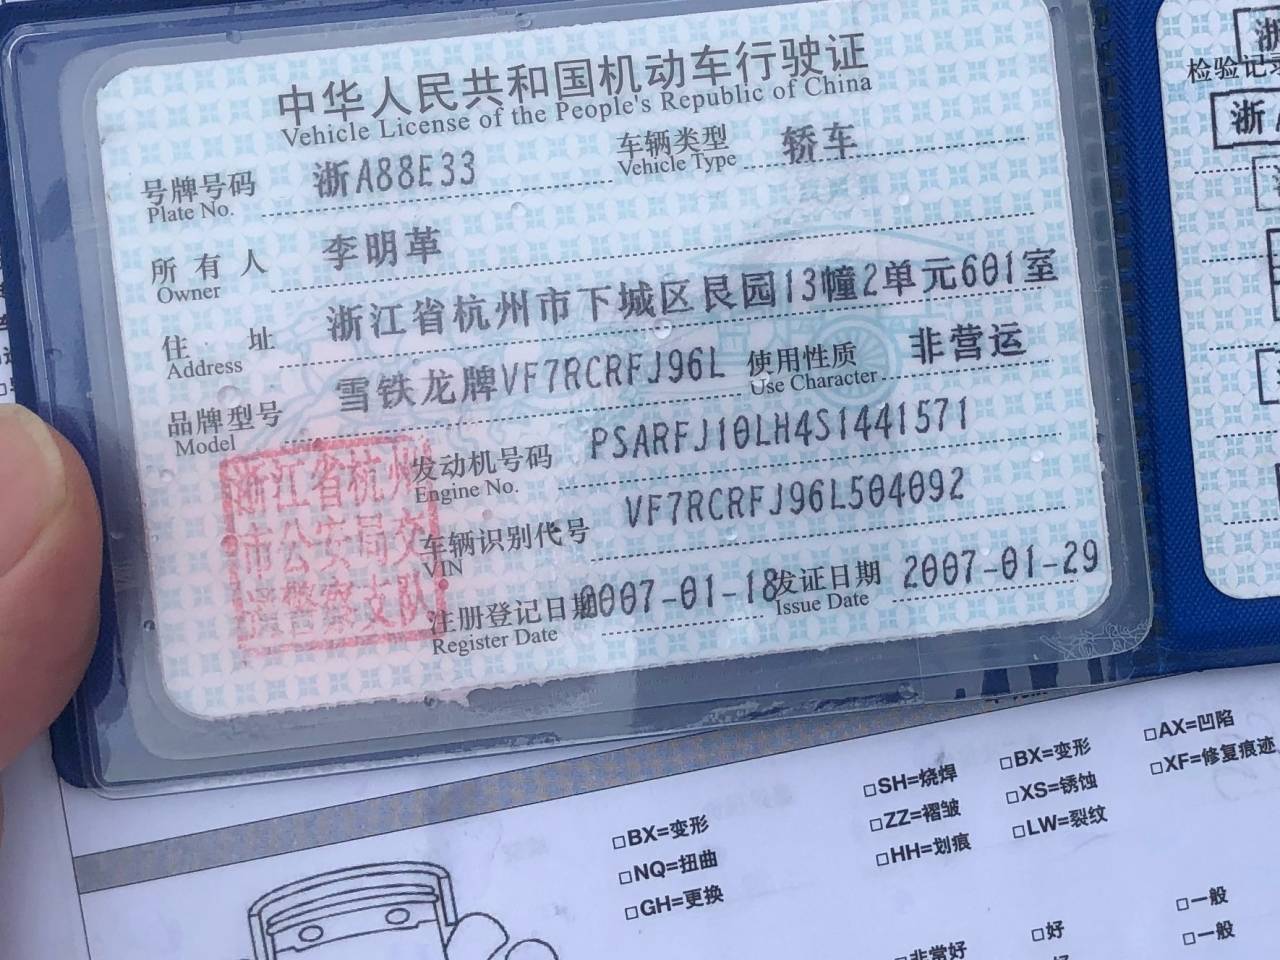 中华人民共和国机动车行驶证
Vehicle License of the People's Republic of China
号牌号码 浙A88E33 车辆类型 轿车
Plate No. Vehicle Type
所有人 李明革
Owner
住址 浙江省杭州市下城区艮园13幢2单元601室
Address
品牌型号 雪铁龙牌VF7RCRFJ96L 使用性质 非营运
Model Use Character
发动机号码 PSARFJ10LH4S1441571
Engine No.
车辆识别代号 VF7RCRFJ96L504092
VIN
注册登记日期 2007-01-18 发证日期 2007-01-29
Register Date Issue Date
浙江省杭州
市公安局交
通警察支队
浙
检验记录
浙A
□BX=变形
□NQ=扭曲
□GH=更换
□SH=烧焊
□ZZ=褶皱
□HH=划痕
□BX=变形
□XS=锈蚀
□LW=裂纹
□AX=凹陷
□XF=修复痕迹
□非常好
□好
□一般
□一般